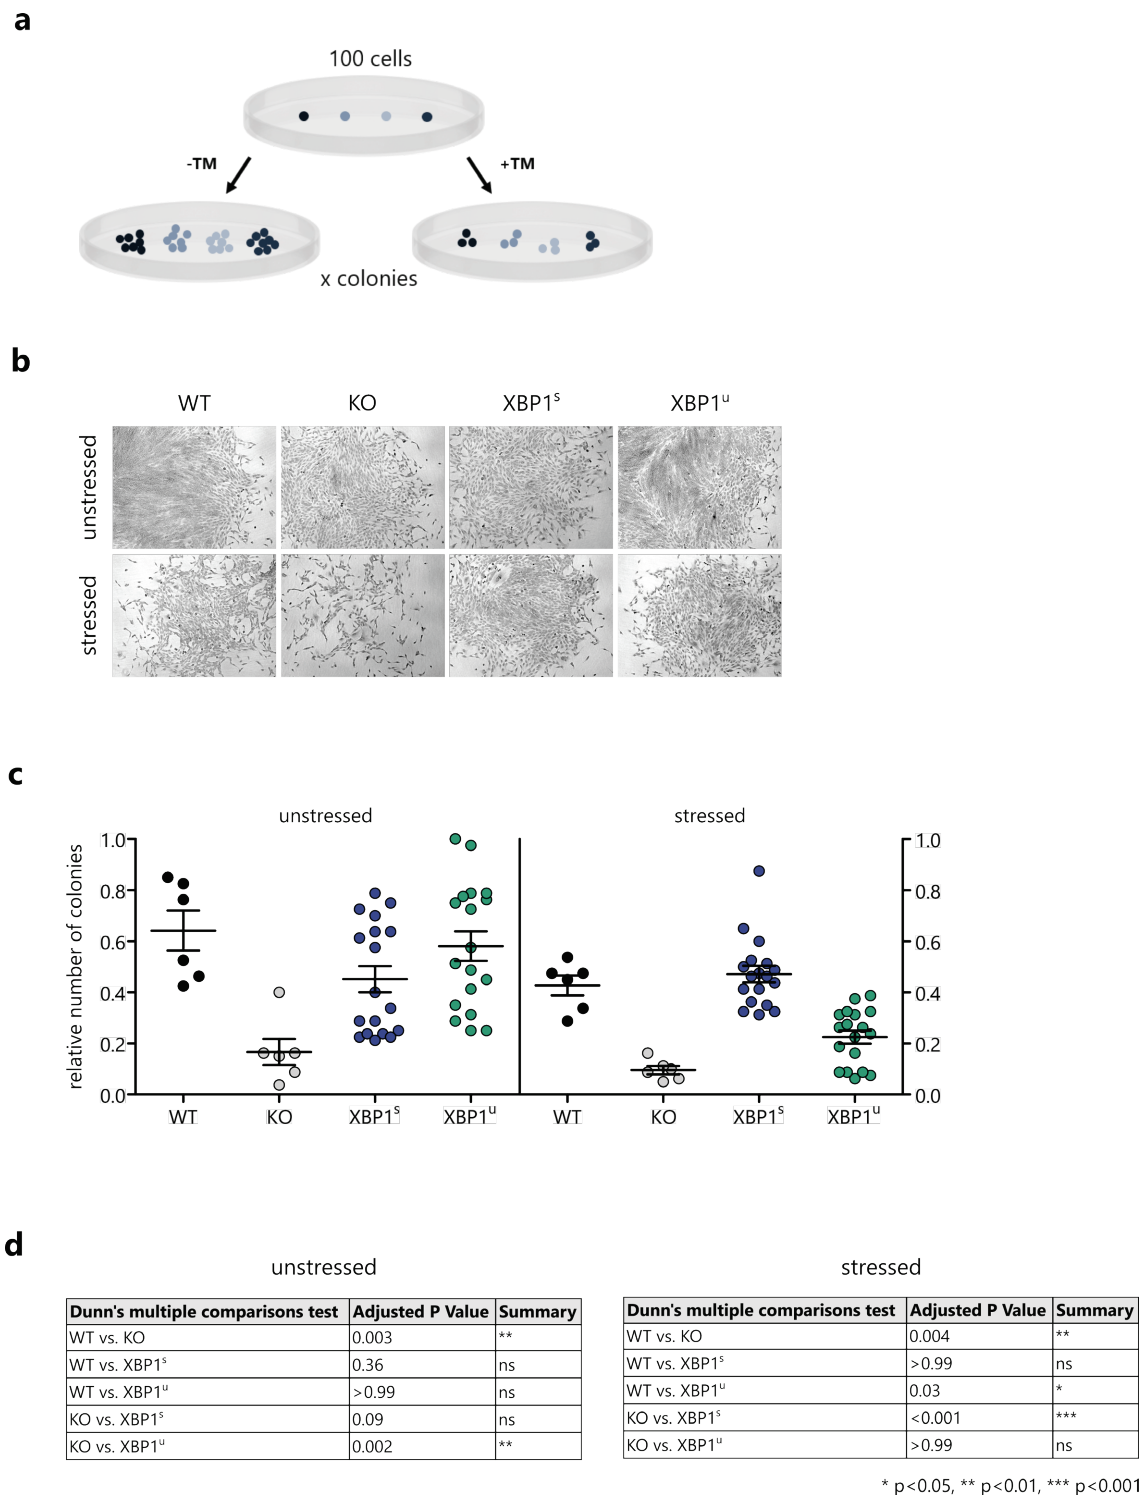 a
100 cells
-TM
+TM
x colonies
b
WT KO XBP1ˢ XBP1ᵘ
unstressed
stressed
c
unstressed stressed
relative number of colonies
1.0 1.0
0.8 0.8
0.6 0.6
0.4 0.4
0.2 0.2
0.0 0.0
WT KO XBP1ˢ XBP1ᵘ WT KO XBP1ˢ XBP1ᵘ
d
unstressed
Dunn's multiple comparisons test Adjusted P Value Summary
WT vs. KO 0.003 **
WT vs. XBP1ˢ 0.36 ns
WT vs. XBP1ᵘ >0.99 ns
KO vs. XBP1ˢ 0.09 ns
KO vs. XBP1ᵘ 0.002 **
stressed
Dunn's multiple comparisons test Adjusted P Value Summary
WT vs. KO 0.004 **
WT vs. XBP1ˢ >0.99 ns
WT vs. XBP1ᵘ 0.03 *
KO vs. XBP1ˢ <0.001 ***
KO vs. XBP1ᵘ >0.99 ns
* p<0.05, ** p<0.01, *** p<0.001